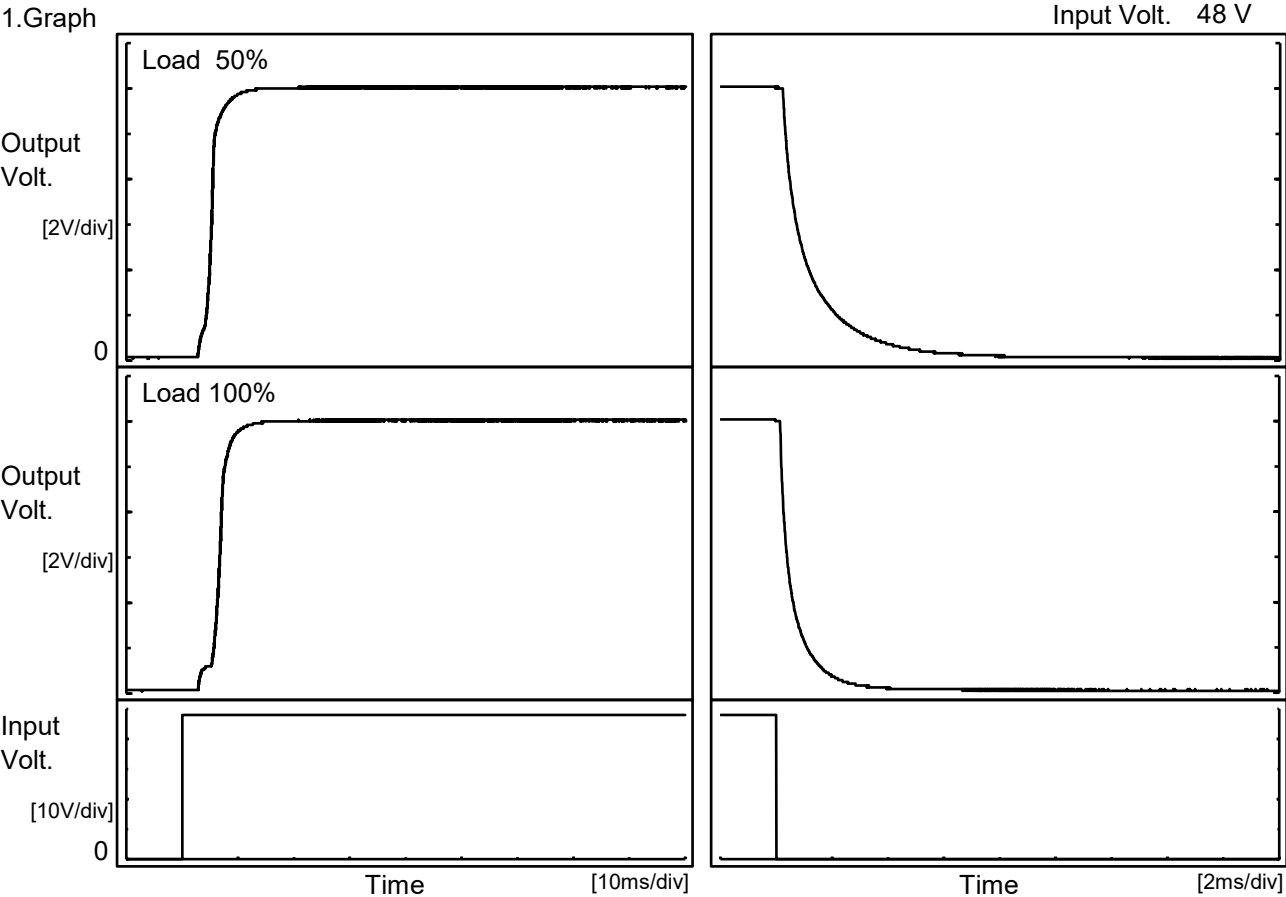 1.Graph
Input Volt. 48 V
Load 50%
Output
Volt.
[2V/div]
0
Load 100%
Output
Volt.
[2V/div]
Input
Volt.
[10V/div]
0
Time
[10ms/div]
Time
[2ms/div]